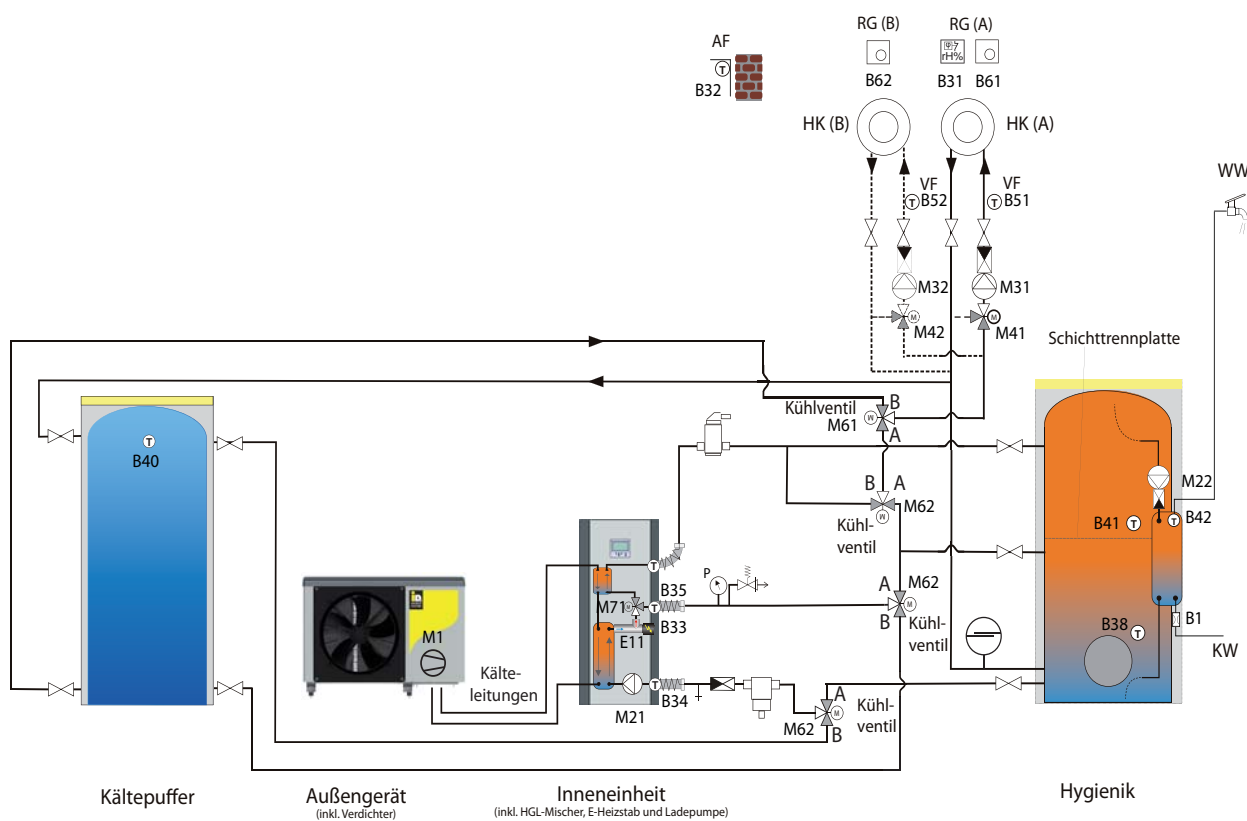 RG (B)
RG (A)
AF
T
rH%
B32
B62
B31
B61
HK (B)
HK (A)
WW
VF
T
B52
VF
T
B51
M32
M31
M
M42
M
M41
Schichttrennplatte
B
Kühlventil
M61
M
A
T
B40
B
A
M62
M
Kühl-
ventil
M22
B41
T
T
B42
T
B35
P
A
M62
M71
M
T
M
B33
B
Kühl-
ventil
B1
M1
E11
B38
T
KW
Kälte-
leitungen
T
B34
A
M21
M62
M
Kühl-
ventil
B
Kältepuffer
Außengerät
(inkl. Verdichter)
Inneneinheit
(inkl. HGL-Mischer, E-Heizstab und Ladepumpe)
Hygienik